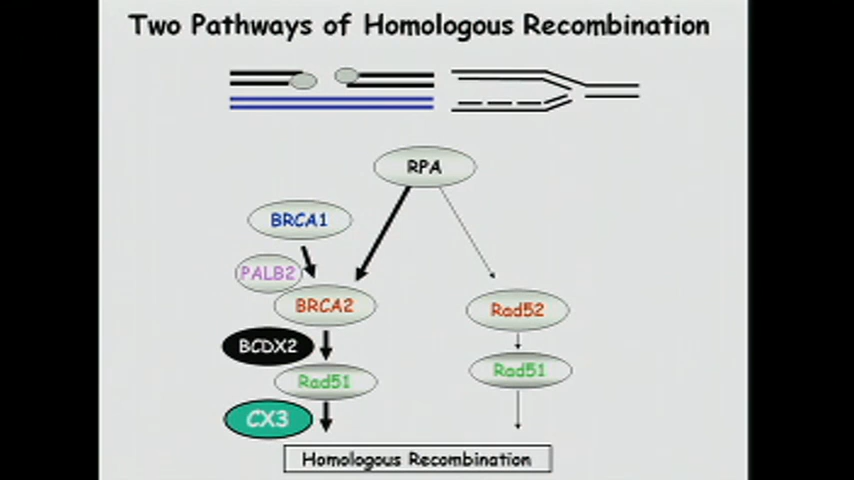 Two Pathways of Homologous Recombination
RPA
BRCA1
PALB2
BRCA2
Rad52
BCDX2
Rad51
Rad51
CX3
Homologous Recombination